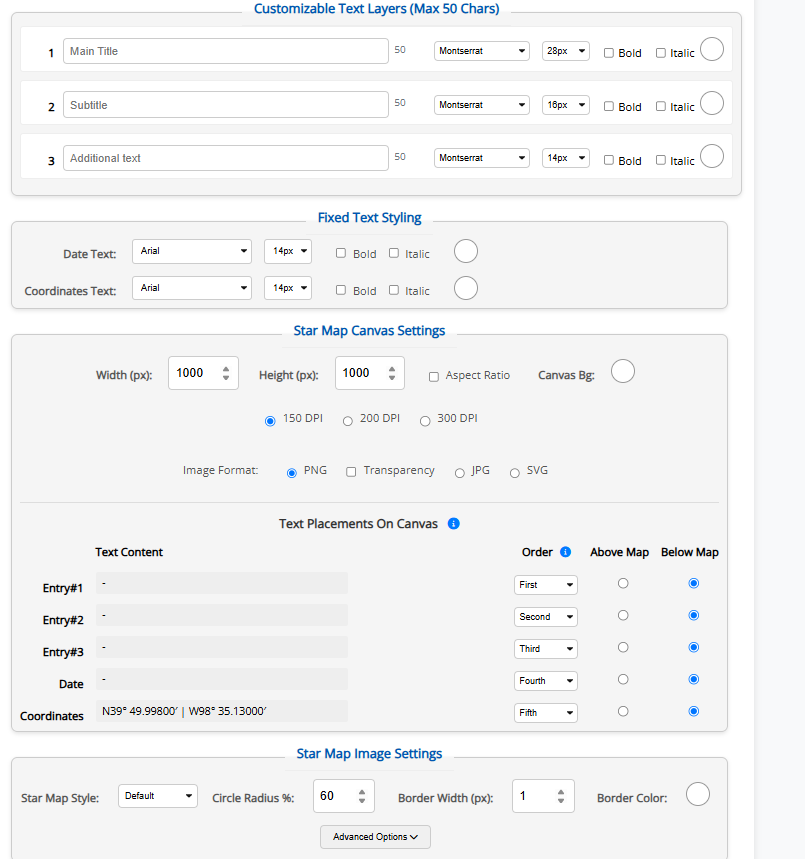 Customizable Text Layers (Max 50 Chars)
1 Main Title 50 Montserrat 28px Bold Italic
2 Subtitle 50 Montserrat 16px Bold Italic
3 Additional text 50 Montserrat 14px Bold Italic
Fixed Text Styling
Date Text: Arial 14px Bold Italic
Coordinates Text: Arial 14px Bold Italic
Star Map Canvas Settings
Width (px): 1000 Height (px): 1000 Aspect Ratio Canvas Bg:
150 DPI 200 DPI 300 DPI
Image Format: PNG Transparency JPG SVG
Text Placements On Canvas i
Text Content Order i Above Map Below Map
Entry#1 - First
Entry#2 - Second
Entry#3 - Third
Date - Fourth
Coordinates N39° 49.99800′ | W98° 35.13000′ Fifth
Star Map Image Settings
Star Map Style: Default Circle Radius %: 60 Border Width (px): 1 Border Color:
Advanced Options